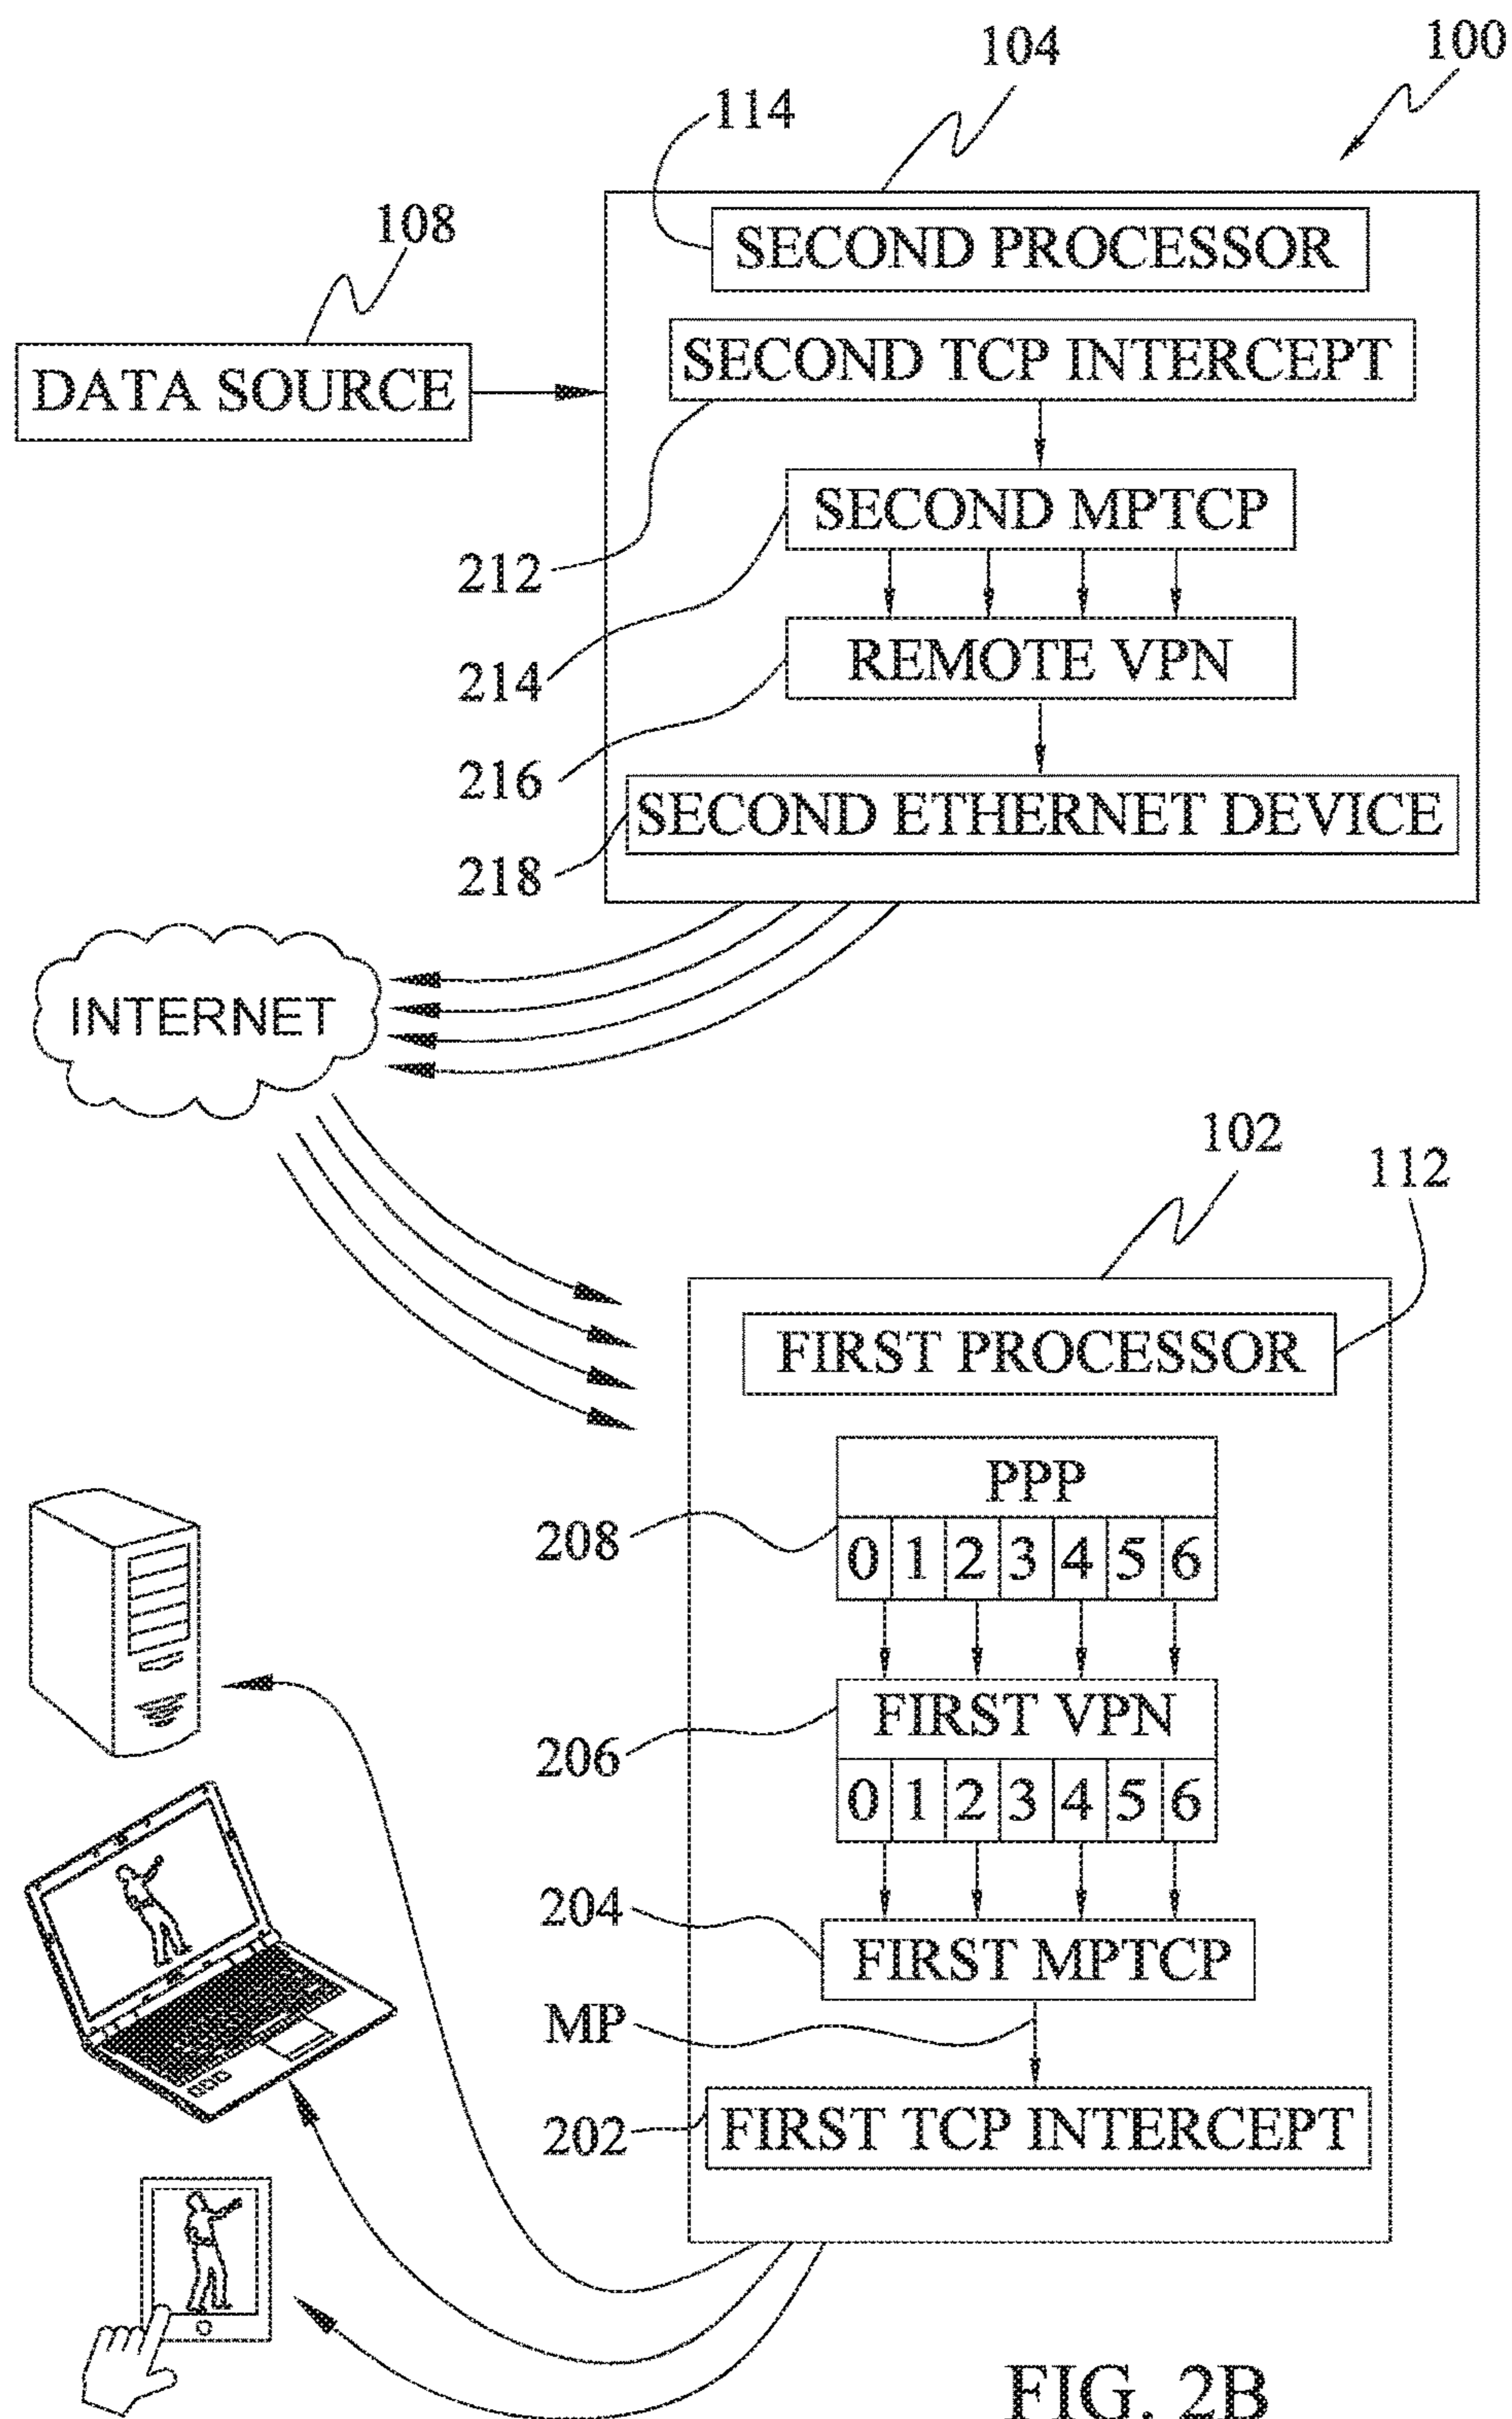 100
104
114
108
SECOND PROCESSOR
DATA SOURCE
SECOND TCP INTERCEPT
212
SECOND MPTCP
214
REMOTE VPN
216
SECOND ETHERNET DEVICE
218
INTERNET
102
112
FIRST PROCESSOR
PPP
208
0 1 2 3 4 5 6
FIRST VPN
206
0 1 2 3 4 5 6
204
FIRST MPTCP
MP
202
FIRST TCP INTERCEPT
FIG. 2B